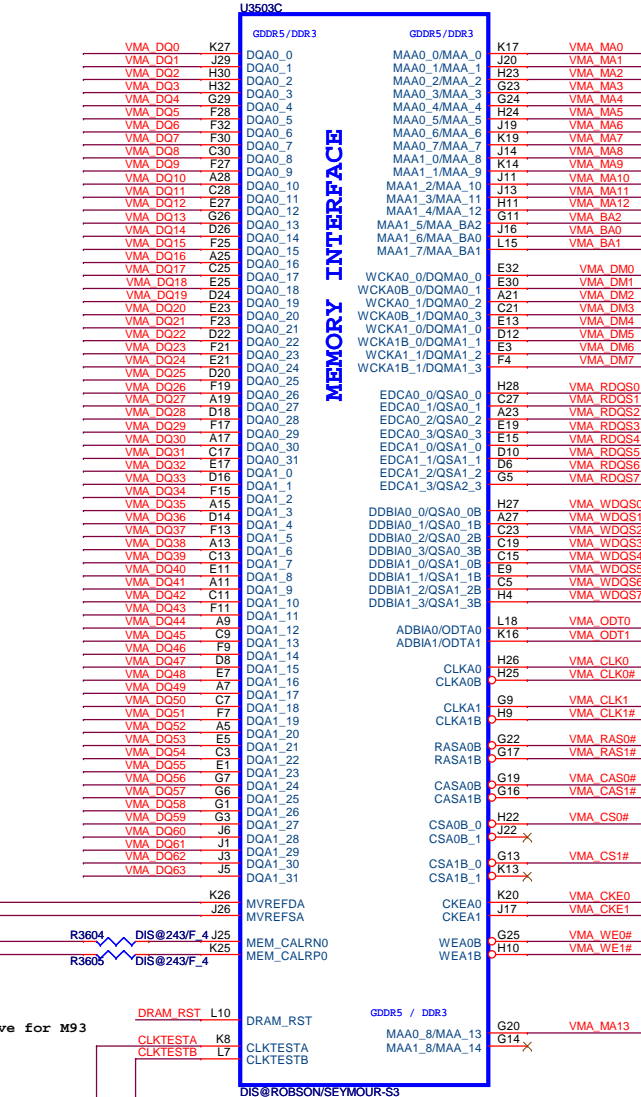 U3503C
GDDR5/DDR3
VMA_DQ0 K27 DQA0_0
VMA_DQ1 J29 DQA0_1
VMA_DQ2 H30 DQA0_2
VMA_DQ3 H32 DQA0_3
VMA_DQ4 G29 DQA0_4
VMA_DQ5 F28 DQA0_5
VMA_DQ6 F32 DQA0_6
VMA_DQ7 F30 DQA0_7
VMA_DQ8 C30 DQA0_8
VMA_DQ9 F27 DQA0_9
VMA_DQ10 A28 DQA0_10
VMA_DQ11 C28 DQA0_11
VMA_DQ12 E27 DQA0_12
VMA_DQ13 G26 DQA0_13
VMA_DQ14 D26 DQA0_14
VMA_DQ15 F25 DQA0_15
VMA_DQ16 A25 DQA0_16
VMA_DQ17 C25 DQA0_17
VMA_DQ18 E25 DQA0_18
VMA_DQ19 D24 DQA0_19
VMA_DQ20 E23 DQA0_20
VMA_DQ21 F23 DQA0_21
VMA_DQ22 D22 DQA0_22
VMA_DQ23 F21 DQA0_23
VMA_DQ24 E21 DQA0_24
VMA_DQ25 D20 DQA0_25
VMA_DQ26 F19 DQA0_26
VMA_DQ27 A19 DQA0_27
VMA_DQ28 D18 DQA0_28
VMA_DQ29 F17 DQA0_29
VMA_DQ30 A17 DQA0_30
VMA_DQ31 C17 DQA0_31
VMA_DQ32 E17 DQA1_0
VMA_DQ33 D16 DQA1_1
VMA_DQ34 F15 DQA1_2
VMA_DQ35 A15 DQA1_3
VMA_DQ36 D14 DQA1_4
VMA_DQ37 F13 DQA1_5
VMA_DQ38 A13 DQA1_6
VMA_DQ39 C13 DQA1_7
VMA_DQ40 E11 DQA1_8
VMA_DQ41 A11 DQA1_9
VMA_DQ42 C11 DQA1_10
VMA_DQ43 F11 DQA1_11
VMA_DQ44 A9 DQA1_12
VMA_DQ45 C9 DQA1_13
VMA_DQ46 F9 DQA1_14
VMA_DQ47 D8 DQA1_15
VMA_DQ48 E7 DQA1_16
VMA_DQ49 A7 DQA1_17
VMA_DQ50 C7 DQA1_18
VMA_DQ51 F7 DQA1_19
VMA_DQ52 A5 DQA1_20
VMA_DQ53 E5 DQA1_21
VMA_DQ54 C3 DQA1_22
VMA_DQ55 E1 DQA1_23
VMA_DQ56 G7 DQA1_24
VMA_DQ57 G6 DQA1_25
VMA_DQ58 G1 DQA1_26
VMA_DQ59 G3 DQA1_27
VMA_DQ60 J6 DQA1_28
VMA_DQ61 J1 DQA1_29
VMA_DQ62 J3 DQA1_30
VMA_DQ63 J5 DQA1_31
K26 MVREFDA
J26 MVREFSA
R3604 DIS@243/F_4 J25 MEM_CALRN0
R3605 DIS@243/F_4 K25 MEM_CALRP0
DRAM_RST L10 DRAM_RST
ve for M93
CLKTESTA K8 CLKTESTA
CLKTESTB L7 CLKTESTB
MEMORY INTERFACE
GDDR5/DDR3
MAA0_0/MAA_0 K17 VMA_MA0
MAA0_1/MAA_1 J20 VMA_MA1
MAA0_2/MAA_2 H23 VMA_MA2
MAA0_3/MAA_3 G23 VMA_MA3
MAA0_4/MAA_4 G24 VMA_MA4
MAA0_5/MAA_5 H24 VMA_MA5
MAA0_6/MAA_6 J19 VMA_MA6
MAA0_7/MAA_7 K19 VMA_MA7
MAA1_0/MAA_8 J14 VMA_MA8
MAA1_1/MAA_9 K14 VMA_MA9
MAA1_2/MAA_10 J11 VMA_MA10
MAA1_3/MAA_11 J13 VMA_MA11
MAA1_4/MAA_12 H11 VMA_MA12
MAA1_5/MAA_BA2 G11 VMA_BA2
MAA1_6/MAA_BA0 J16 VMA_BA0
MAA1_7/MAA_BA1 L15 VMA_BA1
WCKA0_0/DQMA0_0 E32 VMA_DM0
WCKA0B_0/DQMA0_1 E30 VMA_DM1
WCKA0_1/DQMA0_2 A21 VMA_DM2
WCKA0B_1/DQMA0_3 C21 VMA_DM3
WCKA1_0/DQMA1_0 E13 VMA_DM4
WCKA1B_0/DQMA1_1 D12 VMA_DM5
WCKA1_1/DQMA1_2 E3 VMA_DM6
WCKA1B_1/DQMA1_3 F4 VMA_DM7
EDCA0_0/QSA0_0 H28 VMA_RDQS0
EDCA0_1/QSA0_1 C27 VMA_RDQS1
EDCA0_2/QSA0_2 A23 VMA_RDQS2
EDCA0_3/QSA0_3 E19 VMA_RDQS3
EDCA1_0/QSA1_0 E15 VMA_RDQS4
EDCA1_1/QSA1_1 D10 VMA_RDQS5
EDCA1_2/QSA1_2 D6 VMA_RDQS6
EDCA1_3/QSA2_3 G5 VMA_RDQS7
DDBIA0_0/QSA0_0B H27 VMA_WDQS0
DDBIA0_1/QSA0_1B A27 VMA_WDQS1
DDBIA0_2/QSA0_2B C23 VMA_WDQS2
DDBIA0_3/QSA0_3B C19 VMA_WDQS3
DDBIA1_0/QSA1_0B C15 VMA_WDQS4
DDBIA1_1/QSA1_1B E9 VMA_WDQS5
DDBIA1_2/QSA1_2B C5 VMA_WDQS6
DDBIA1_3/QSA1_3B H4 VMA_WDQS7
ADBIA0/ODTA0 L18 VMA_ODT0
ADBIA1/ODTA1 K16 VMA_ODT1
CLKA0 H26 VMA_CLK0
CLKA0B H25 VMA_CLK0#
CLKA1 G9 VMA_CLK1
CLKA1B H9 VMA_CLK1#
RASA0B G22 VMA_RAS0#
RASA1B G17 VMA_RAS1#
CASA0B G19 VMA_CAS0#
CASA1B G16 VMA_CAS1#
CSA0B_0 H22 VMA_CS0#
CSA0B_1 J22
CSA1B_0 G13 VMA_CS1#
CSA1B_1 K13
CKEA0 K20 VMA_CKE0
CKEA1 J17 VMA_CKE1
WEA0B G25 VMA_WE0#
WEA1B H10 VMA_WE1#
GDDR5 / DDR3
MAA0_8/MAA_13 G20 VMA_MA13
MAA1_8/MAA_14 G14
DIS@ROBSON/SEYMOUR-S3